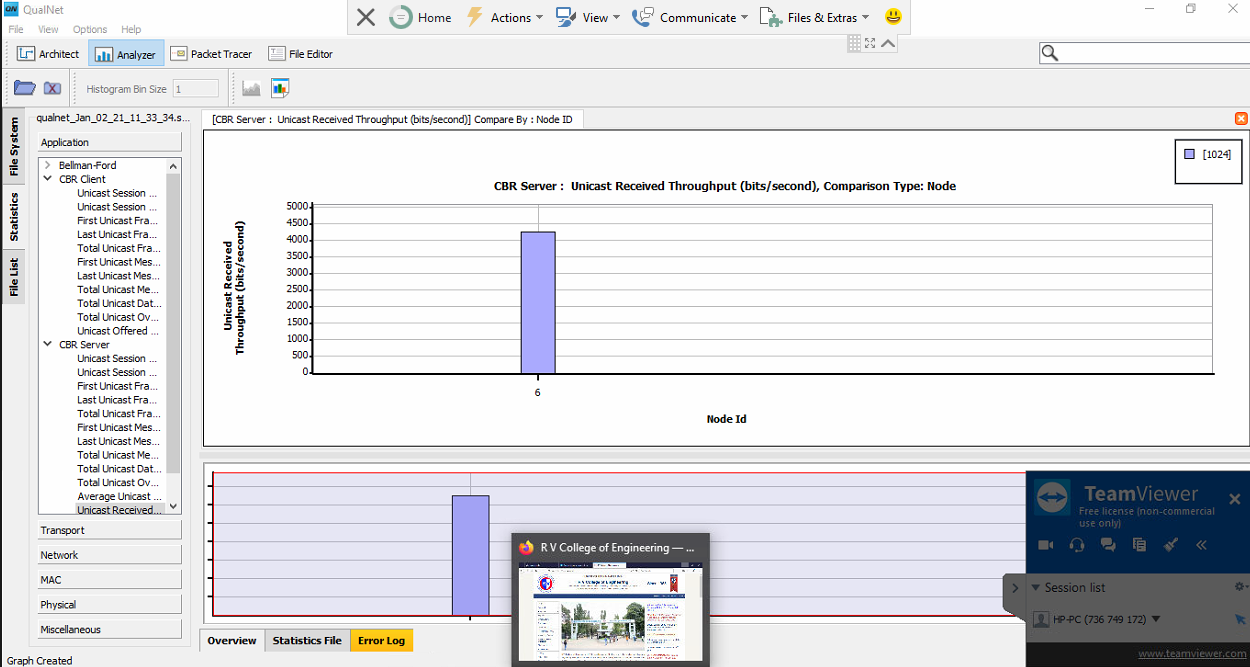 QN QualNet
File View Options Help
Home Actions View Communicate Files & Extras
Architect Analyzer Packet Tracer File Editor
Histogram Bin Size 1
File System
Statistics
File List
qualnet_Jan_02_21_11_33_34.s...
Application
Bellman-Ford
CBR Client
Unicast Session ...
Unicast Session ...
First Unicast Fra...
Last Unicast Fra...
Total Unicast Fra...
First Unicast Mes...
Last Unicast Mes...
Total Unicast Me...
Total Unicast Dat...
Total Unicast Ov...
Unicast Offered ...
CBR Server
Unicast Session ...
Unicast Session ...
First Unicast Fra...
Last Unicast Fra...
Total Unicast Fra...
First Unicast Mes...
Last Unicast Mes...
Total Unicast Me...
Total Unicast Dat...
Total Unicast Ov...
Average Unicast ...
Unicast Received...
Transport
Network
MAC
Physical
Miscellaneous
Graph Created
[CBR Server : Unicast Received Throughput (bits/second)] Compare By : Node ID
[1024]
CBR Server : Unicast Received Throughput (bits/second), Comparison Type: Node
Unicast Received
Throughput (bits/second)
5000
4500
4000
3500
3000
2500
2000
1500
1000
500
0
6
Node Id
Overview Statistics File Error Log
R V College of Engineering — ...
R V College of Engineering
TeamViewer
Free license (non-commercial
use only)
Session list
HP-PC (736 749 172)
www.teamviewer.com